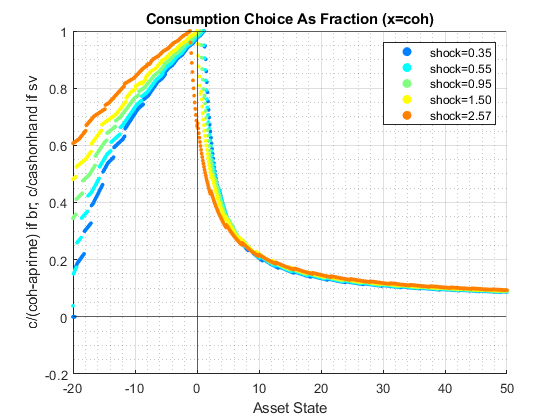 Consumption Choice As Fraction (x=coh)
c/(coh-aprime) if br; c/cashonhand if sv
1
0.8
0.6
0.4
0.2
0
-0.2
shock=0.35
shock=0.55
shock=0.95
shock=1.50
shock=2.57
-20 -10 0 10 20 30 40 50
Asset State